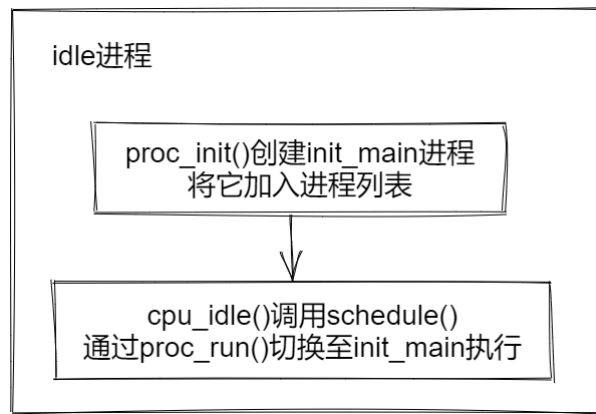 idle进程
proc_init()创建init_main进程
将它加入进程列表
cpu_idle()调用schedule()
通过proc_run()切换至init_main执行